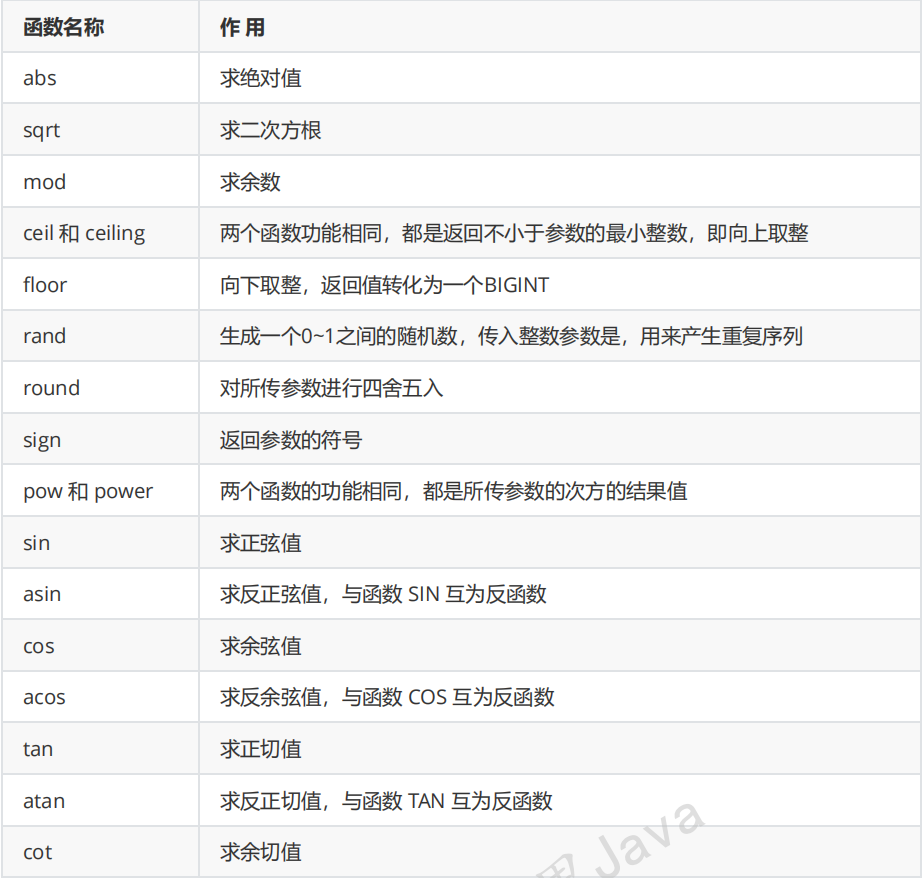 函数名称 作 用
abs 求绝对值
sqrt 求二次方根
mod 求余数
ceil 和 ceiling 两个函数功能相同，都是返回不小于参数的最小整数，即向上取整
floor 向下取整，返回值转化为一个BIGINT
rand 生成一个0~1之间的随机数，传入整数参数是，用来产生重复序列
round 对所传参数进行四舍五入
sign 返回参数的符号
pow 和 power 两个函数的功能相同，都是所传参数的次方的结果值
sin 求正弦值
asin 求反正弦值，与函数 SIN 互为反函数
cos 求余弦值
acos 求反余弦值，与函数 COS 互为反函数
tan 求正切值
atan 求反正切值，与函数 TAN 互为反函数
cot 求余切值
Java